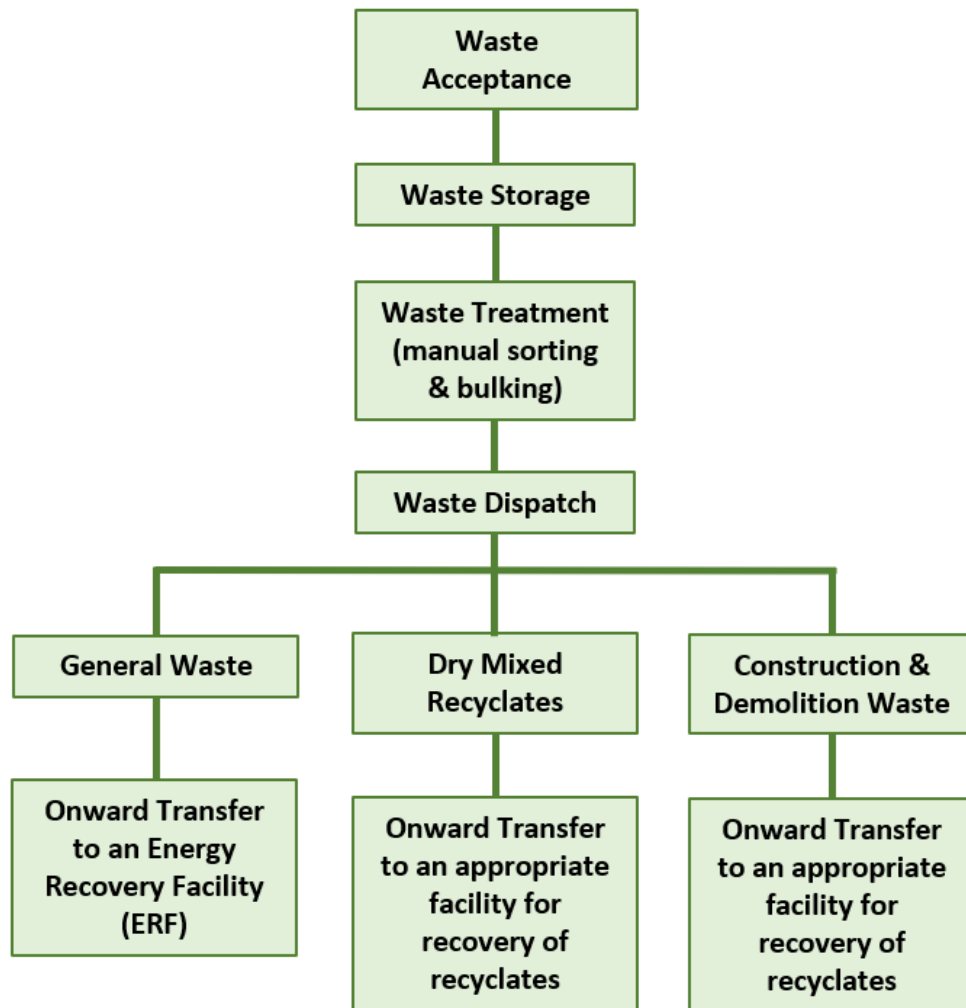 Waste
Acceptance
Waste Storage
Waste Treatment
(manual sorting
& bulking)
Waste Dispatch
General Waste
Dry Mixed
Recyclates
Construction &
Demolition Waste
Onward Transfer
to an Energy
Recovery Facility
(ERF)
Onward Transfer
to an appropriate
facility for
recovery of
recyclates
Onward Transfer
to an appropriate
facility for
recovery of
recyclates